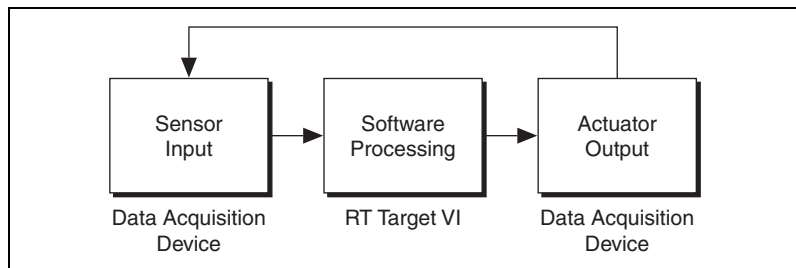 Sensor
Input
Software
Processing
Actuator
Output
Data Acquisition
Device
RT Target VI
Data Acquisition
Device